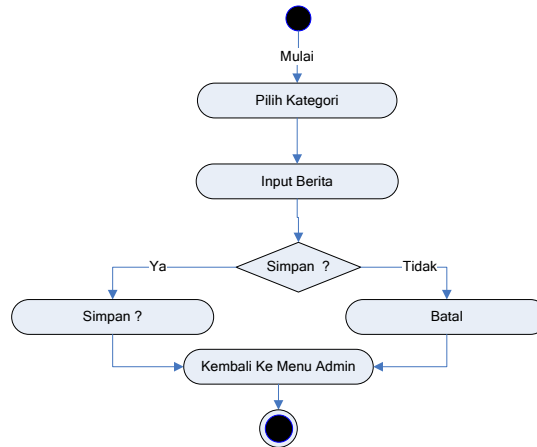 Mulai
Pilih Kategori
Input Berita
Simpan ?
Ya
Tidak
Simpan ?
Batal
Kembali Ke Menu Admin